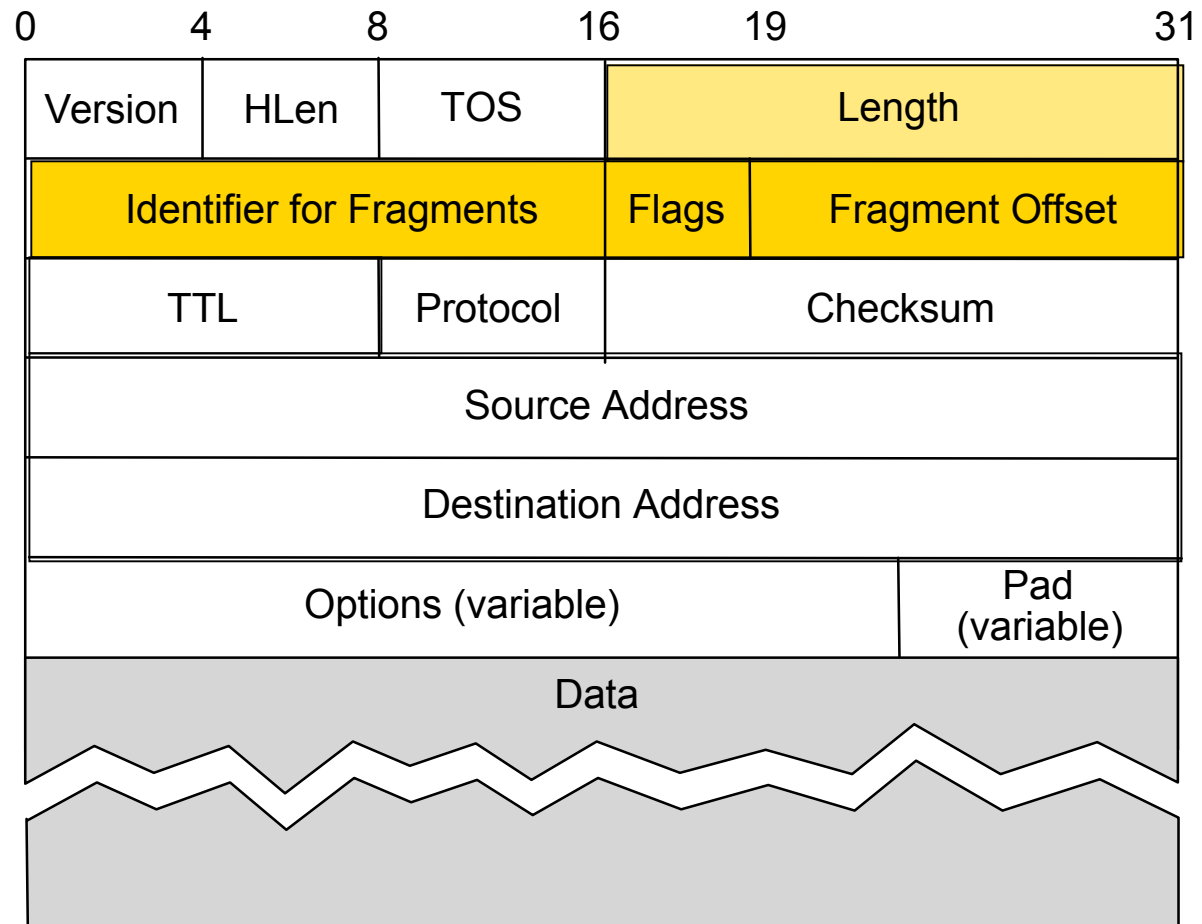 0 4 8 16 19 31
Version HLen TOS Length
Identifier for Fragments Flags Fragment Offset
TTL Protocol Checksum
Source Address
Destination Address
Options (variable) Pad
(variable)
Data